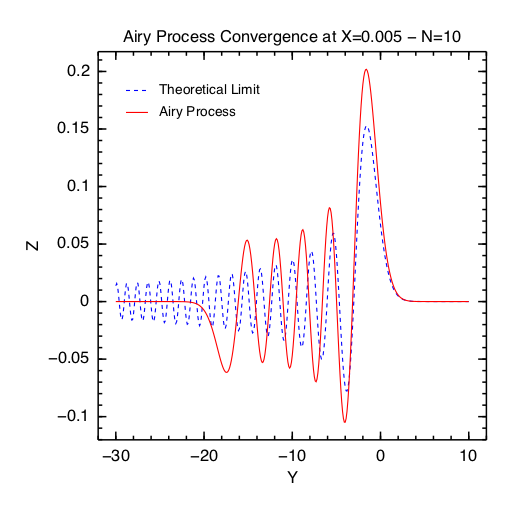 Airy Process Convergence at X=0.005 − N=10
Theoretical Limit
Airy Process
0.2
0.15
0.1
0.05
0
−0.05
−0.1
Z
−30 −20 −10 0 10
Y